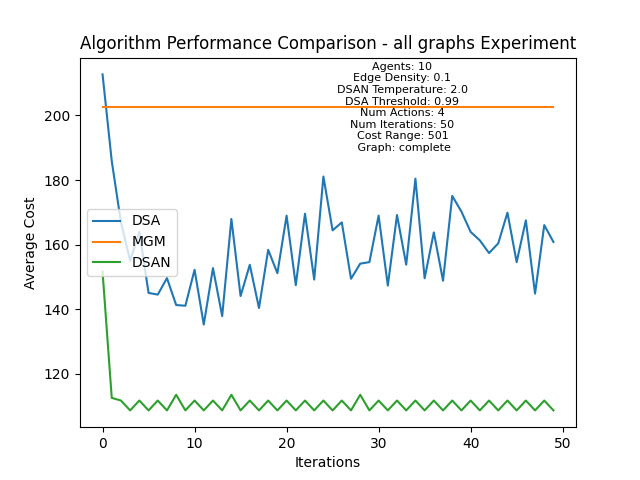 Algorithm Performance Comparison - all graphs Experiment
Agents: 10
Edge Density: 0.1
DSAN Temperature: 2.0
DSA Threshold: 0.99
Num Actions: 4
Num Iterations: 50
Cost Range: 501
Graph: complete
200
180
160
140
120
Average Cost
DSA
MGM
DSAN
0
10
20
30
40
50
Iterations